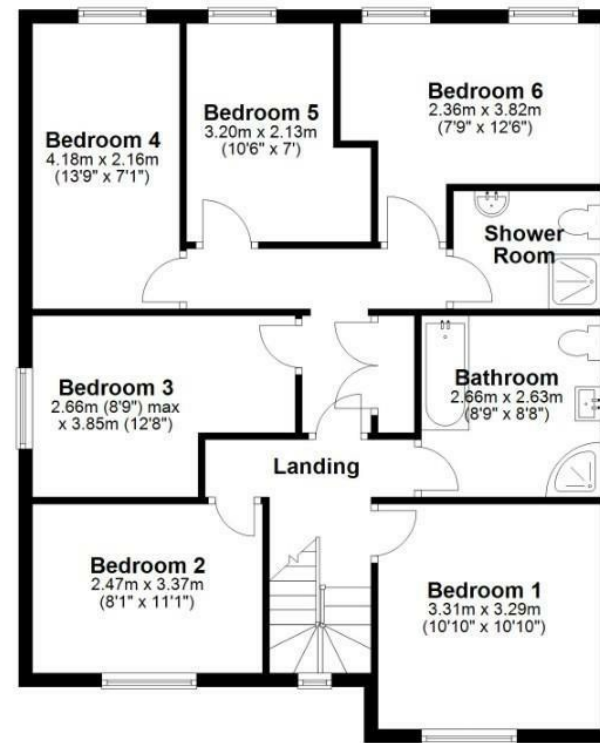 Bedroom 4
4.18m x 2.16m
(13'9" x 7'1")
Bedroom 5
3.20m x 2.13m
(10'6" x 7')
Bedroom 6
2.36m x 3.82m
(7'9" x 12'6")
Shower
Room
Bedroom 3
2.66m (8'9") max
x 3.85m (12'8")
Bathroom
2.66m x 2.63m
(8'9" x 8'8")
Landing
Bedroom 2
2.47m x 3.37m
(8'1" x 11'1")
Bedroom 1
3.31m x 3.29m
(10'10" x 10'10")